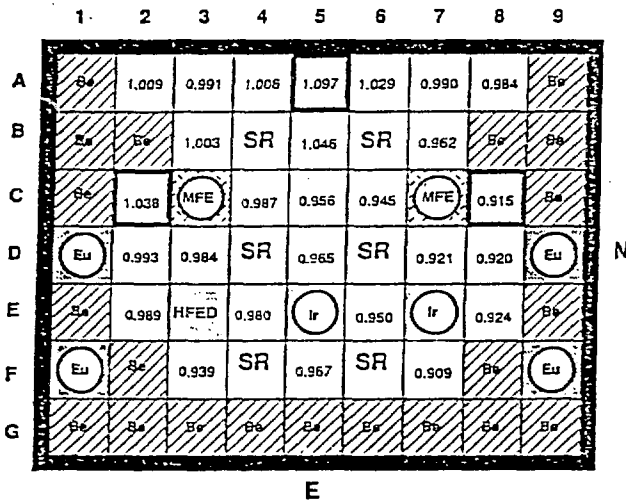 1 2 3 4 5 6 7 8 9
A Be 1.009 0.991 1.006 1.097 1.029 0.990 0.984 Be
B Be Be 1.003 SR 1.046 SR 0.962 Be Be
C Be 1.038 MFE 0.987 0.956 0.945 MFE 0.915 Be
D Eu 0.993 0.984 SR 0.965 SR 0.921 0.920 Eu N
E Be 0.989 HFED 0.980 Ir 0.950 Ir 0.924 Be
F Eu Be 0.939 SR 0.967 SR 0.909 Be Eu
G Be Be Be Be Be Be Be Be Be
E